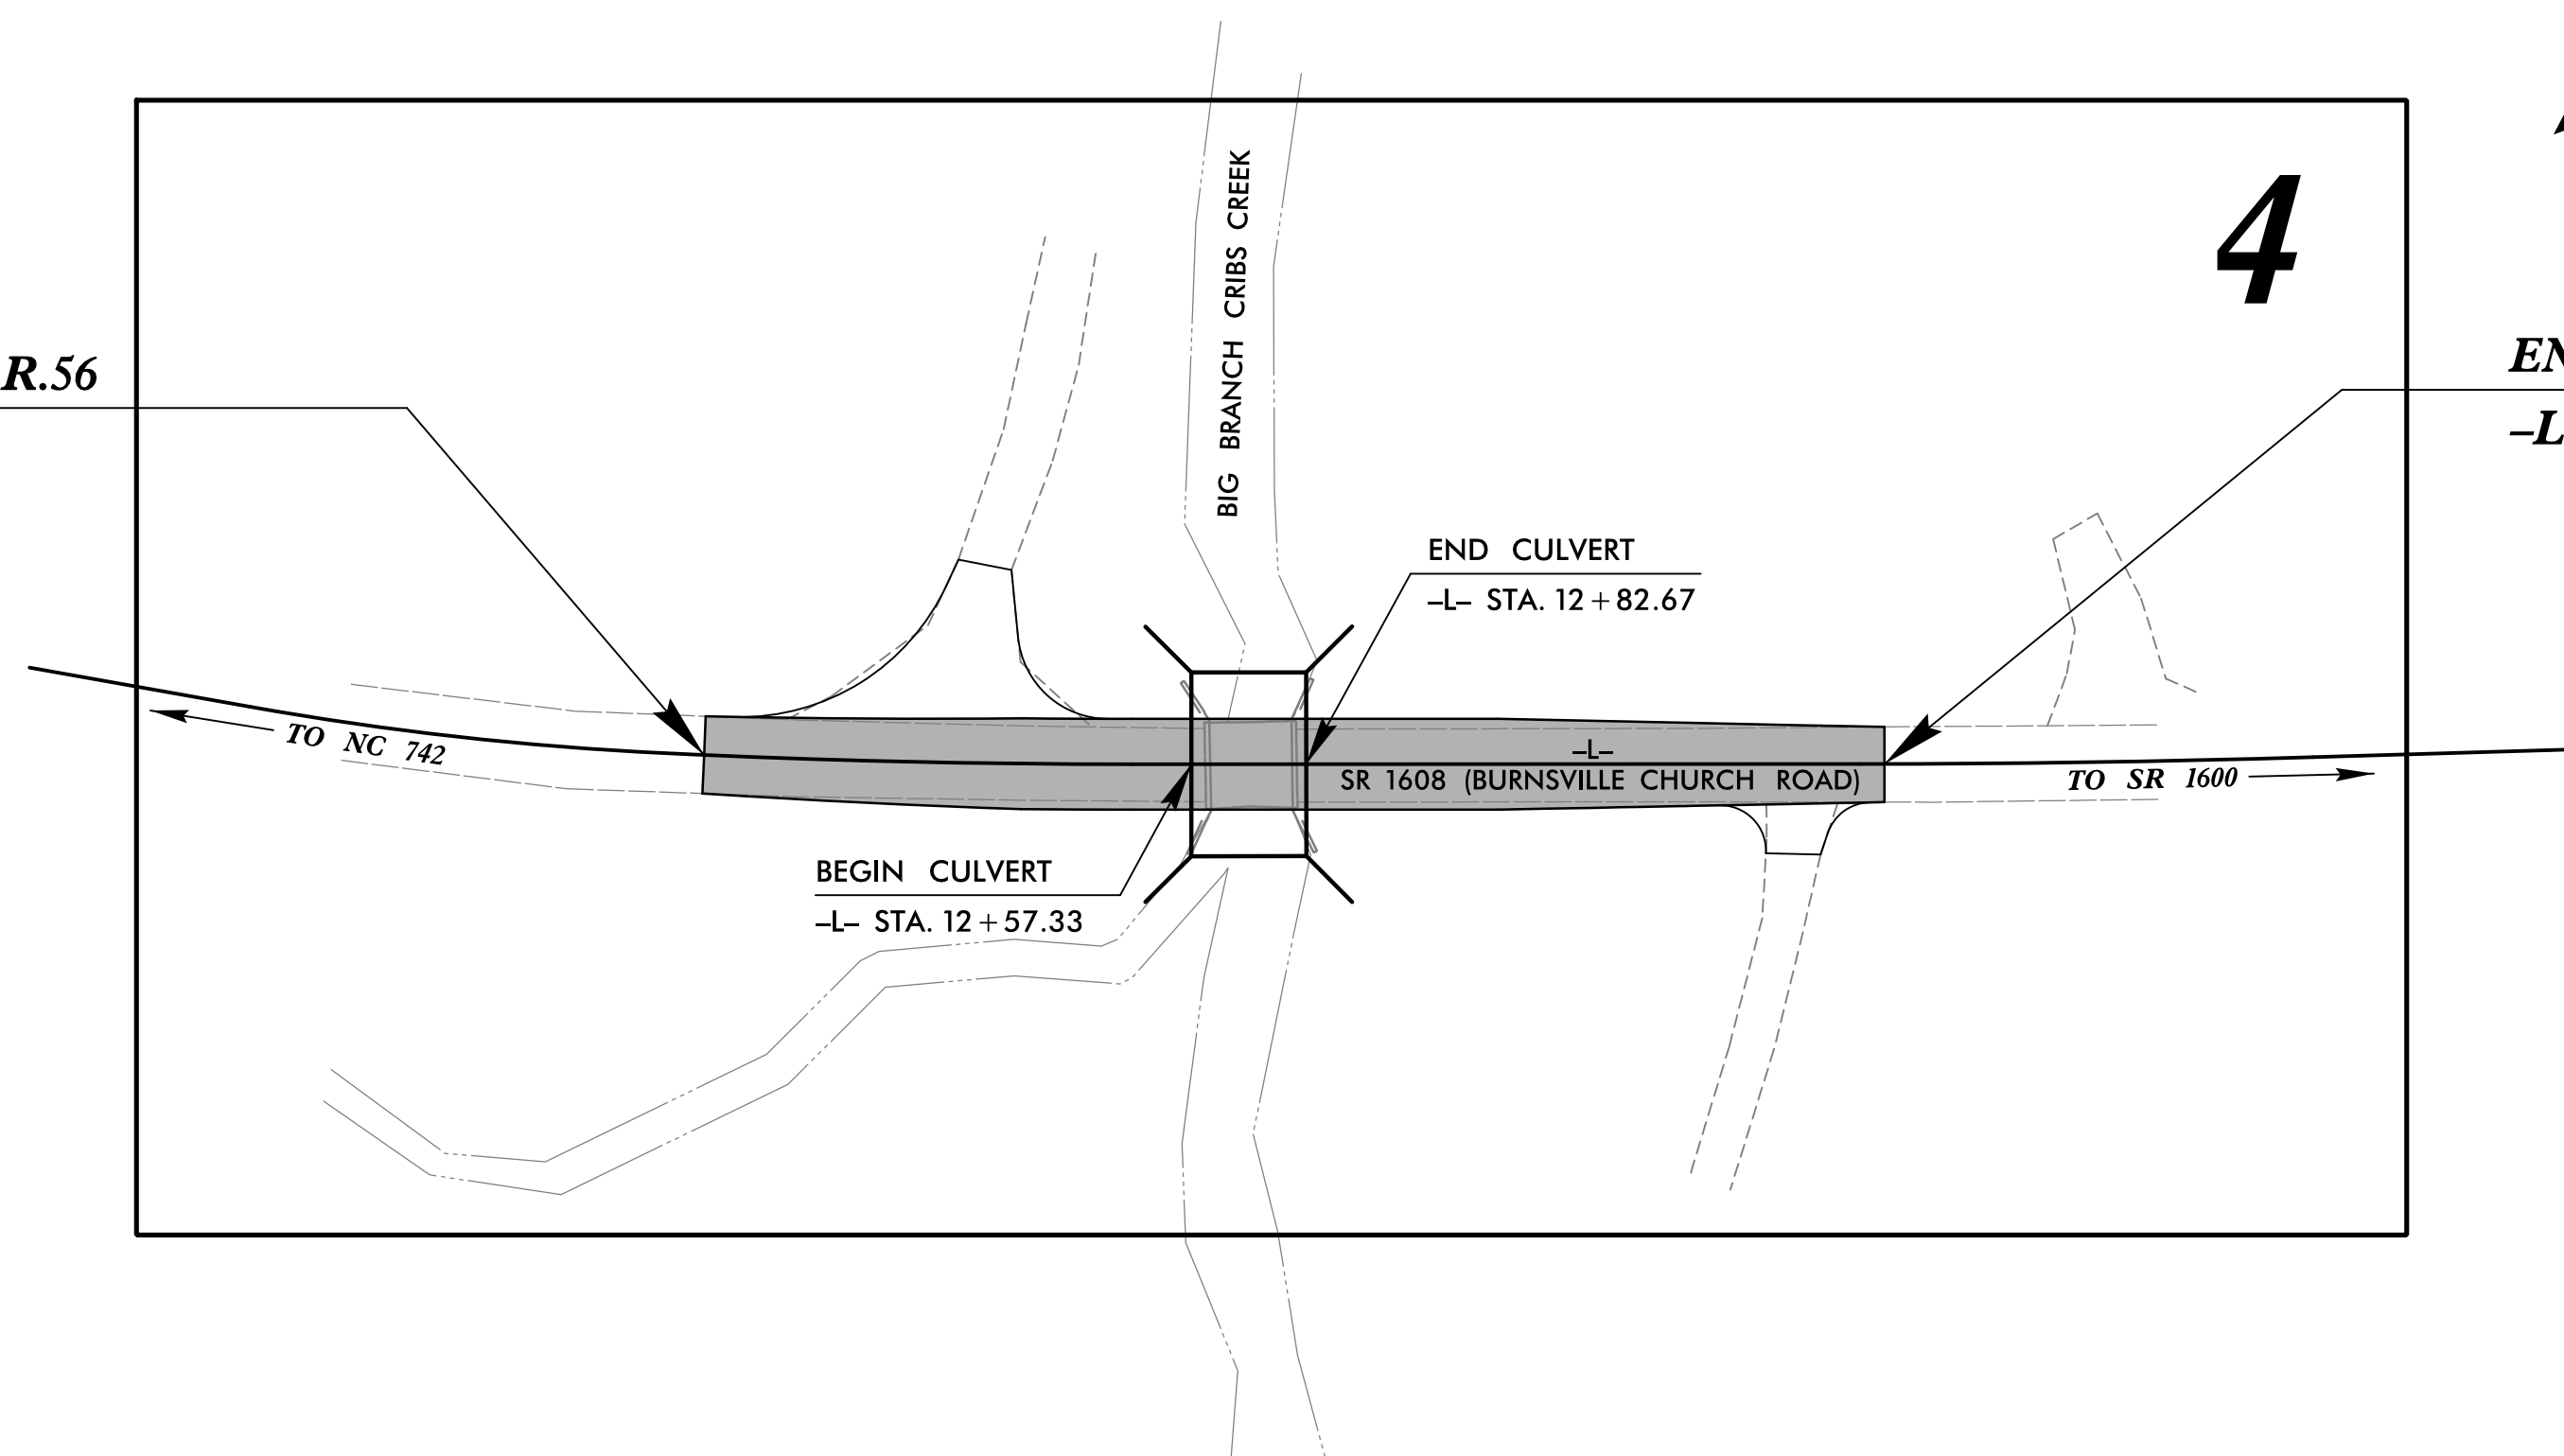 4
BIG BRANCH CRIBS CREEK
R.56
EN
–L
END CULVERT
–L– STA. 12+82.67
TO NC 742
–L–
SR 1608 (BURNSVILLE CHURCH ROAD)
TO SR 1600
BEGIN CULVERT
–L– STA. 12+57.33